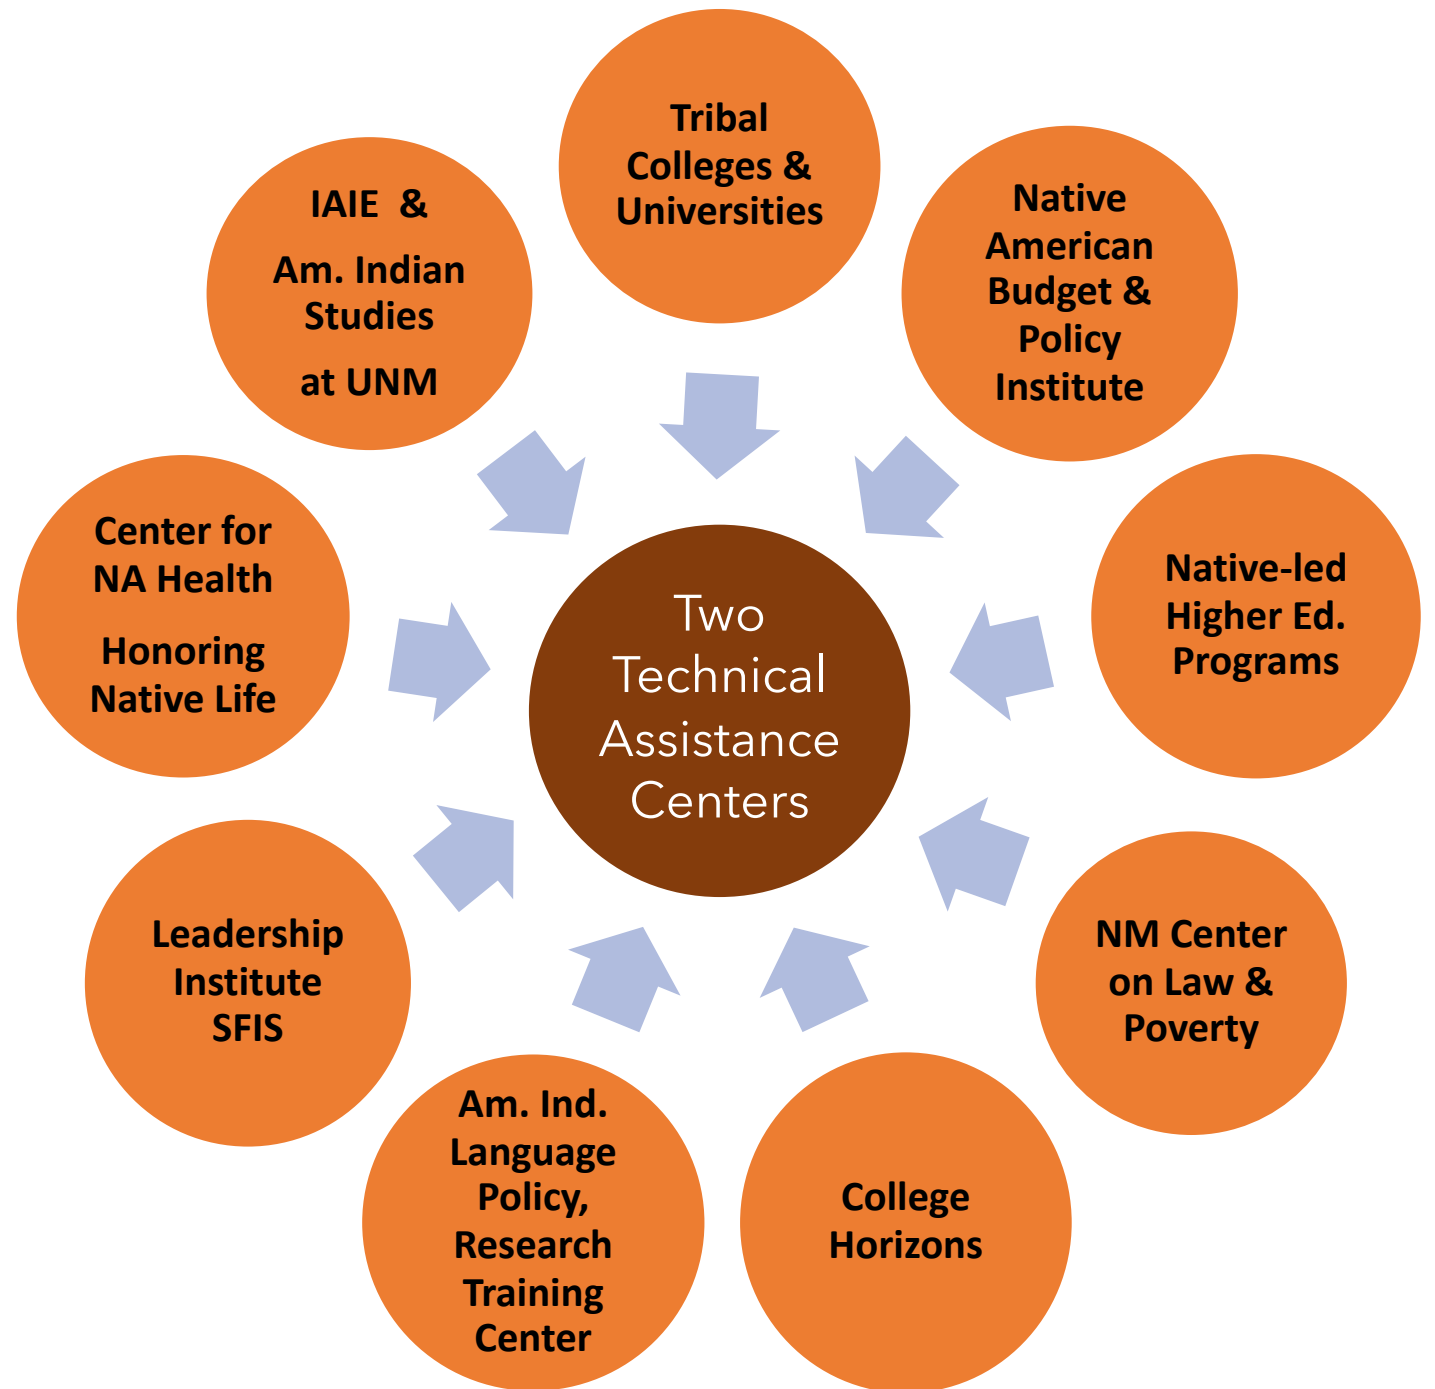 Tribal
Colleges &
Universities
Native
American
Budget &
Policy
Institute
Native-led
Higher Ed.
Programs
NM Center
on Law &
Poverty
College
Horizons
Am. Ind.
Language
Policy,
Research
Training
Center
Leadership
Institute
SFIS
Center for
NA Health
Honoring
Native Life
IAIE &
Am. Indian
Studies
at UNM
Two
Technical
Assistance
Centers